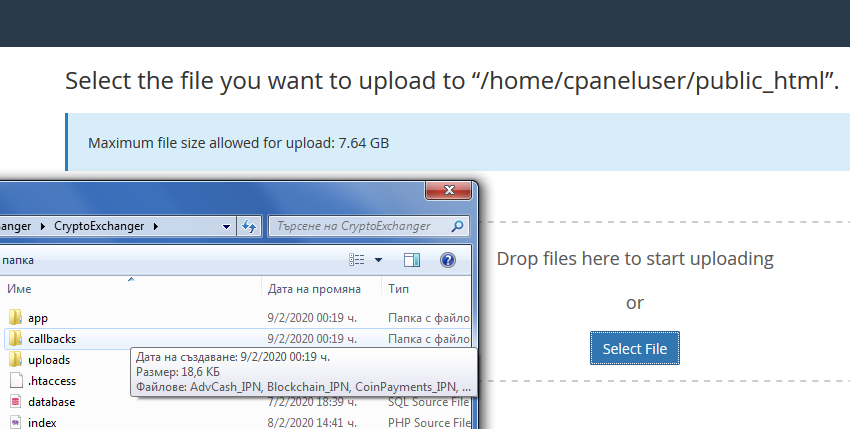 Select the file you want to upload to “/home/cpaneluser/public_html”.
Maximum file size allowed for upload: 7.64 GB
anger CryptoExchanger Търсене на CryptoExchanger
папка
Drop files here to start uploading
Име Дата на промяна Тип
or
app 9/2/2020 00:19 ч. Папка с файло
callbacks 9/2/2020 00:19 ч. Папка с файло
Select File
uploads
Дата на създаване: 9/2/2020 00:19 ч.
Размер: 18,6 КБ
Файлове: AdvCash_IPN, Blockchain_IPN, CoinPayments_IPN, ...
.htaccess
database 7/2/2020 18:39 ч. SQL Source File
index 8/2/2020 14:41 ч. PHP Source File